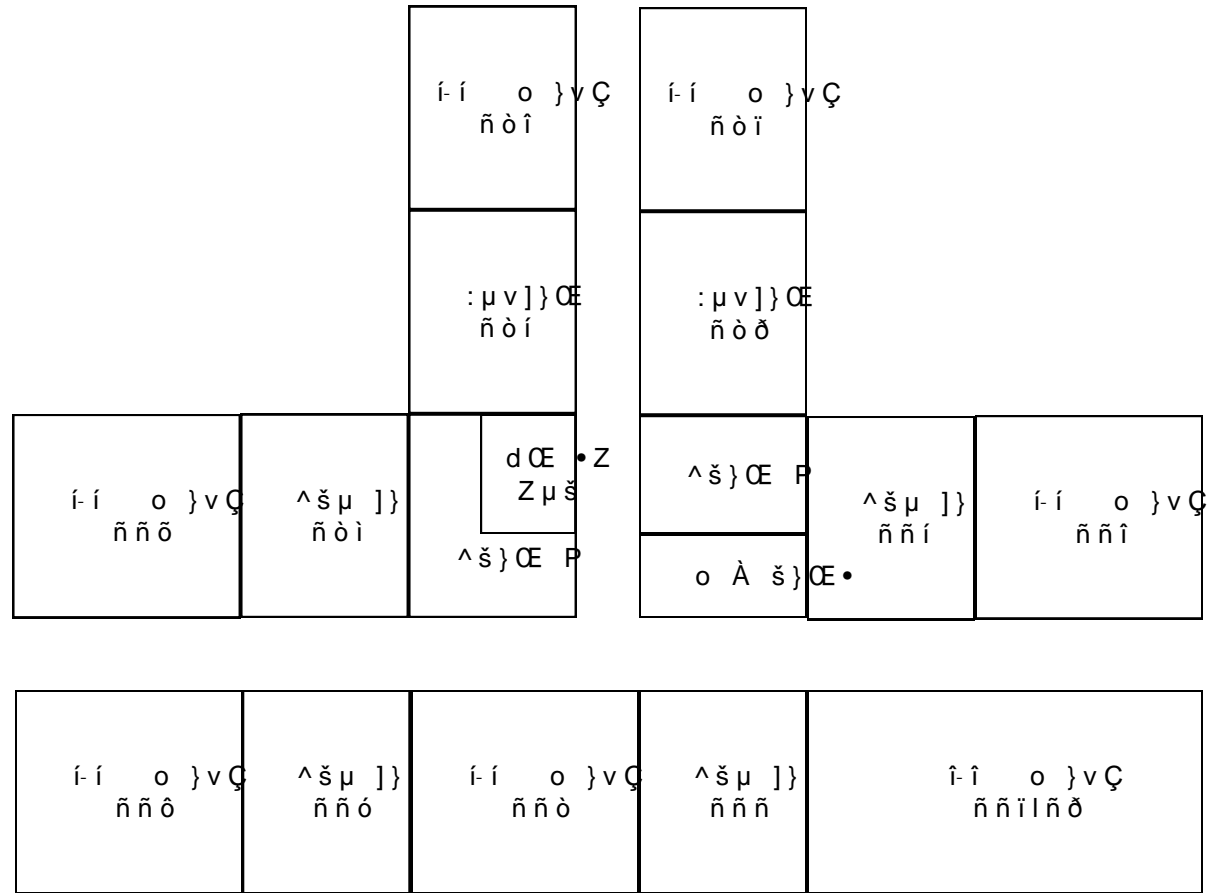 í-í o }vÇ
ñòî
í-í o }vÇ
ñòï
:µv]}Œ
ñòí
:µv]}Œ
ñòð
í-í o }vÇ
ññõ
^šµ ]}
ñòì
dŒ •Z
Zµš
^š}Œ P
^š}Œ P
o À š}Œ•
^šµ ]}
ññí
í-í o }vÇ
ññî
í-í o }vÇ
ññô
^šµ ]}
ññó
í-í o }vÇ
ññò
^šµ ]}
ñññ
î-î o }vÇ
ññïlñð